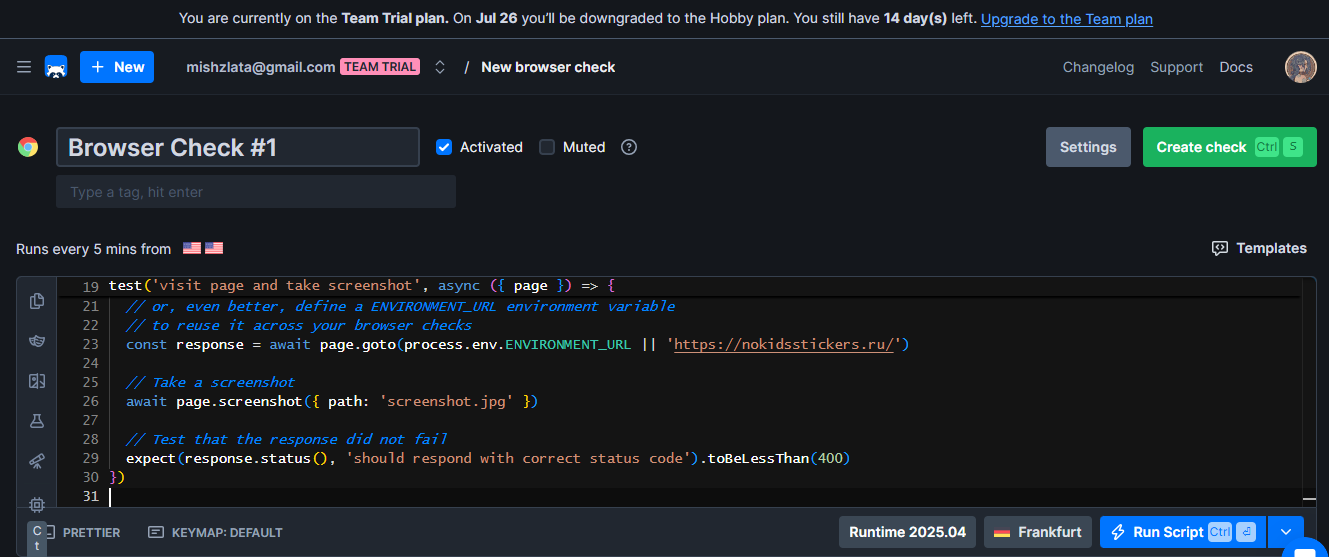 You are currently on the Team Trial plan. On Jul 26 you'll be downgraded to the Hobby plan. You still have 14 day(s) left. Upgrade to the Team plan
New
mishzlata@gmail.com TEAM TRIAL / New browser check
Changelog Support Docs
Browser Check #1
Activated Muted ?
Settings Create check Ctrl S
Type a tag, hit enter
Runs every 5 mins from
Templates
19 test('visit page and take screenshot', async ({ page }) => {
21 // or, even better, define a ENVIRONMENT_URL environment variable
22 // to reuse it across your browser checks
23 const response = await page.goto(process.env.ENVIRONMENT_URL || 'https://nokidsstickers.ru/')
24
25 // Take a screenshot
26 await page.screenshot({ path: 'screenshot.jpg' })
27
28 // Test that the response did not fail
29 expect(response.status(), 'should respond with correct status code').toBeLessThan(400)
30 })
31
C
t
PRETTIER KEYMAP: DEFAULT
Runtime 2025.04 Frankfurt Run Script Ctrl ⏎